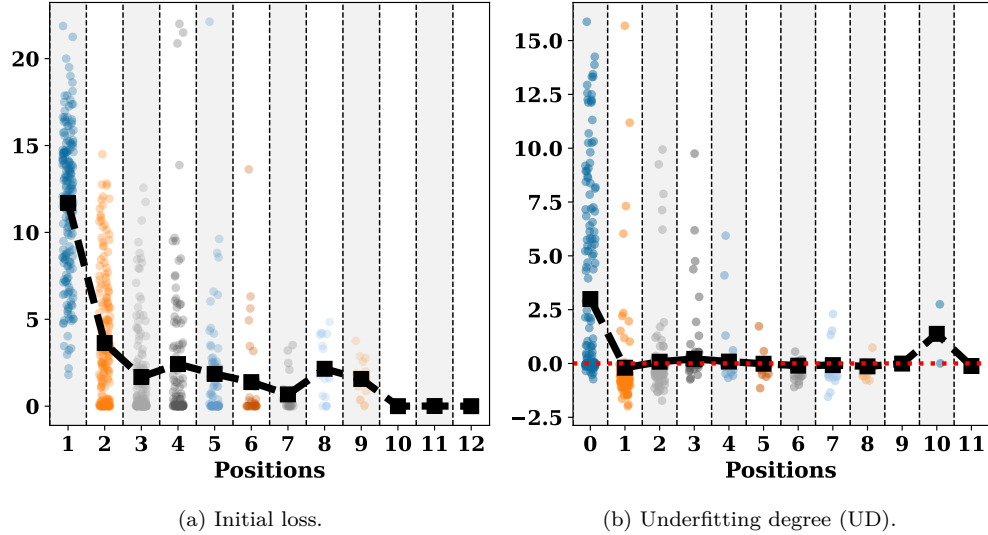 20
15
10
5
0
1 2 3 4 5 6 7 8 9 10 11 12
Positions
(a) Initial loss.
15.0
12.5
10.0
7.5
5.0
2.5
0.0
−2.5
0 1 2 3 4 5 6 7 8 9 10 11
Positions
(b) Underfitting degree (UD).